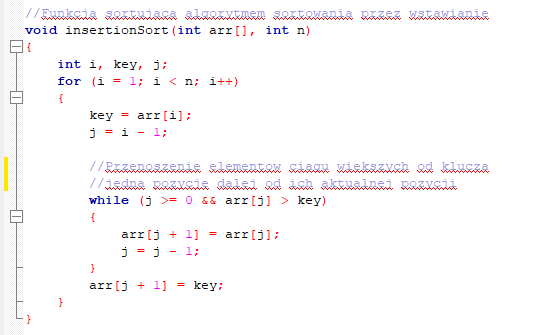 //Funkcja sortujaca algorytmem sortowania przez wstawianie
void insertionSort(int arr[], int n)
{
    int i, key, j;
    for (i = 1; i < n; i++)
    {
        key = arr[i];
        j = i - 1;

        //Przenoszenie elementow ciagu wiekszych od klucza
        //jedna pozycje dalej od ich aktualnej pozycji
        while (j >= 0 && arr[j] > key)
        {
            arr[j + 1] = arr[j];
            j = j - 1;
        }
        arr[j + 1] = key;
    }
}